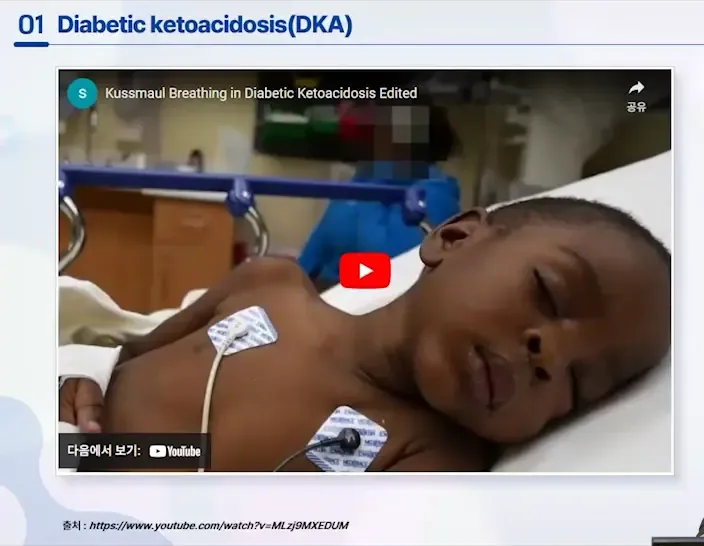 01 Diabetic ketoacidosis(DKA)
S Kussmaul Breathing in Diabetic Ketoacidosis Edited
공유
다음에서 보기: YouTube
출처 : https://www.youtube.com/watch?v=MLzj9MXEDUM